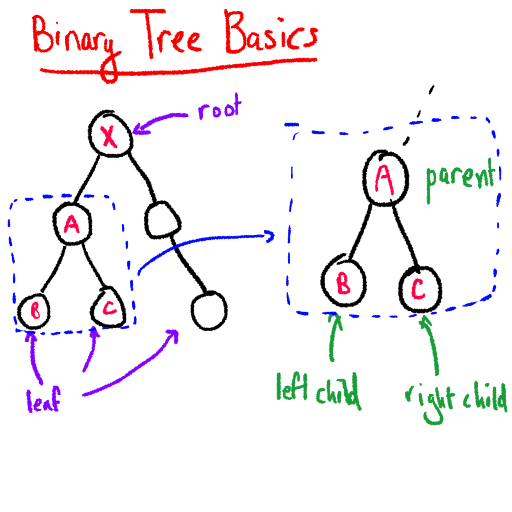 Binary Tree Basics
root
X
A
B
C
leaf
A
parent
B
C
left child
right child